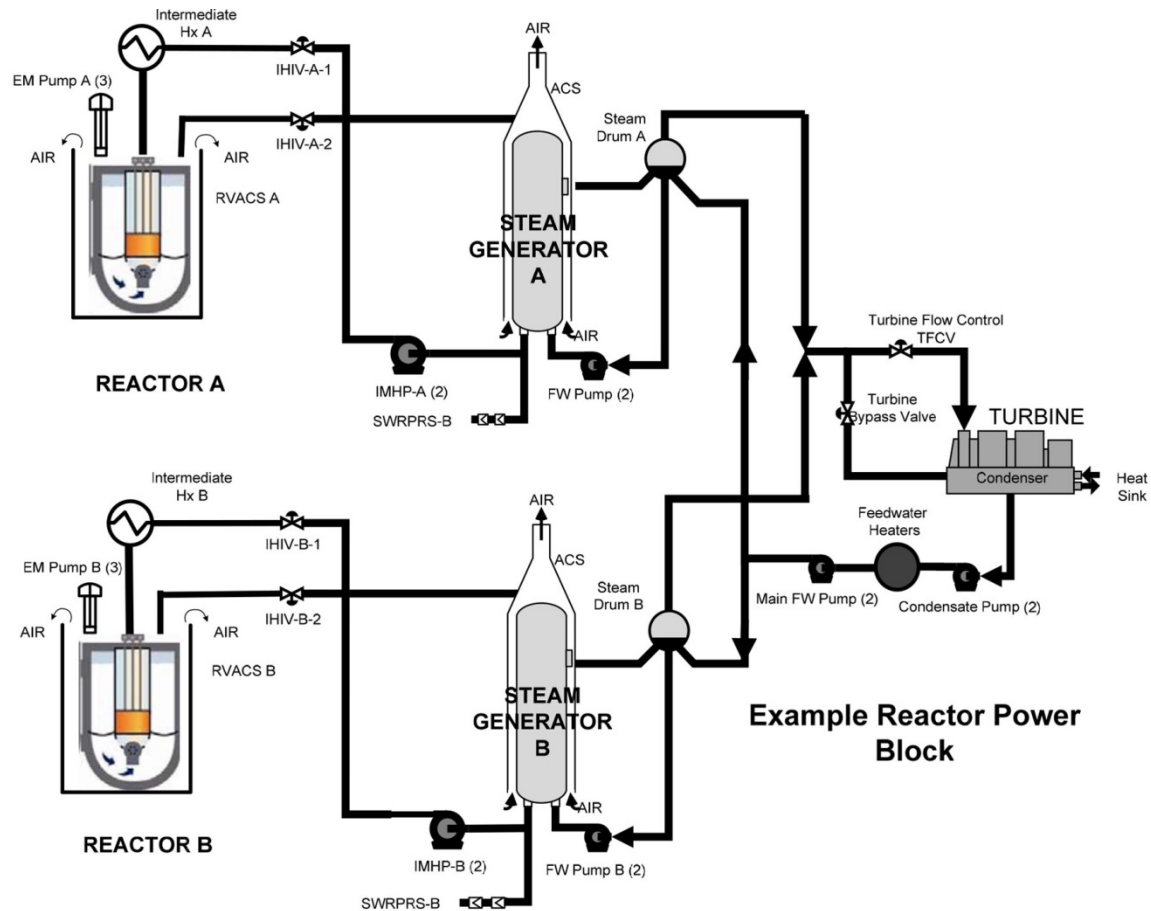 Intermediate
Hx A
AIR
IHIV-A-1
ACS
EM Pump A (3)
Steam
Drum A
IHIV-A-2
AIR
AIR
RVACS A
STEAM
GENERATOR
A
Turbine Flow Control
TFCV
AIR
REACTOR A
IMHP-A (2)
FW Pump (2)
Turbine
Bypass Valve
TURBINE
SWRPRS-B
Condenser
Heat
Sink
Intermediate
Hx B
AIR
IHIV-B-1
ACS
Feedwater
Heaters
EM Pump B (3)
Steam
Drum B
Main FW Pump (2)
Condensate Pump (2)
IHIV-B-2
AIR
AIR
RVACS B
STEAM
GENERATOR
B
Example Reactor Power
Block
AIR
REACTOR B
IMHP-B (2)
FW Pump B (2)
SWRPRS-B